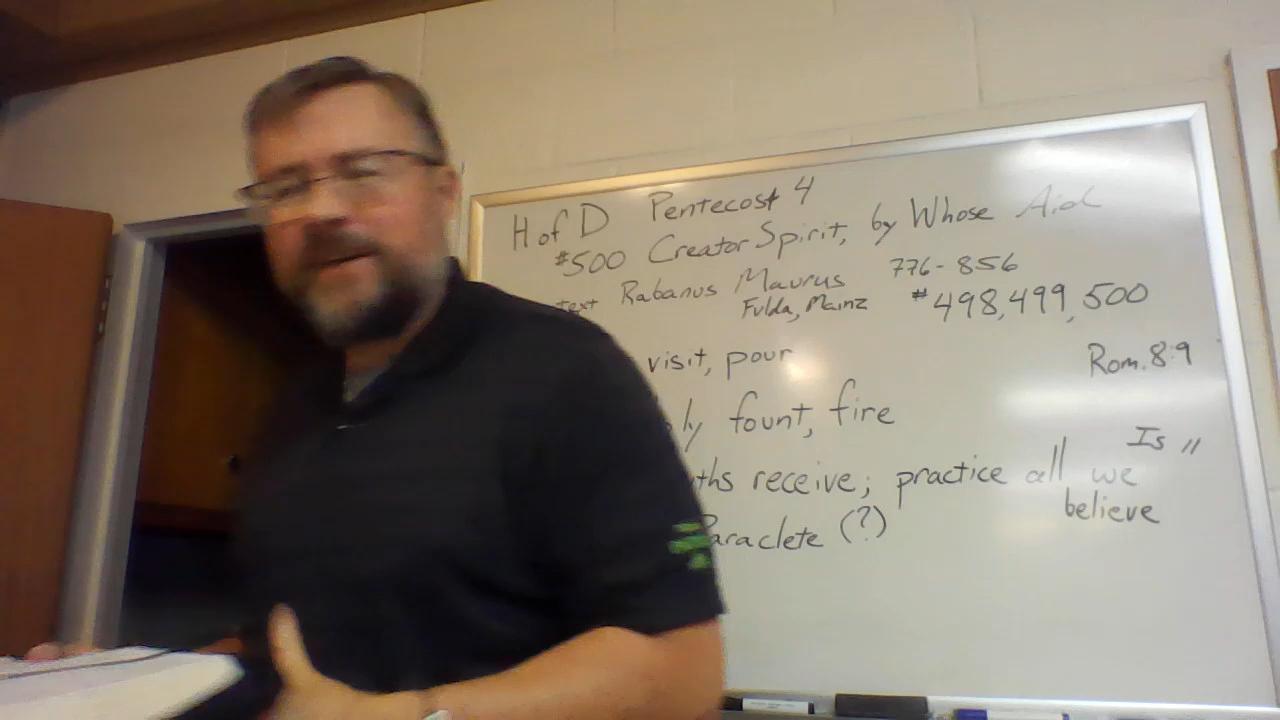 H of D Pentecost 4
#500 Creator Spirit, by Whose Aid
text Rabanus Maurus 776-856
Fulda, Mainz #498, 499, 500
visit, pour Rom. 8:9
fount, fire
Is 11
receive; practice all we
believe
Paraclete (?)